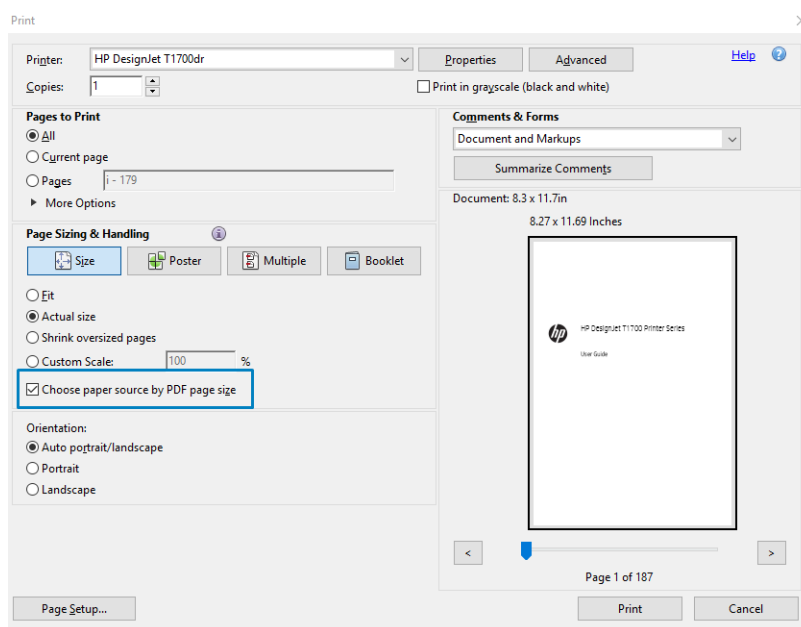 Print
Printer: HP DesignJet T1700dr Properties Advanced Help
Copies: 1 Print in grayscale (black and white)
Pages to Print
All
Current page
Pages i - 179
More Options
Comments & Forms
Document and Markups
Summarize Comments
Page Sizing & Handling
Size Poster Multiple Booklet
Fit
Actual size
Shrink oversized pages
Custom Scale: 100 %
Choose paper source by PDF page size
Orientation:
Auto portrait/landscape
Portrait
Landscape
Document: 8.3 x 11.7in
8.27 x 11.69 Inches
hp
HP DesignJet T1700 Printer Series
User Guide
< >
Page 1 of 187
Page Setup... Print Cancel